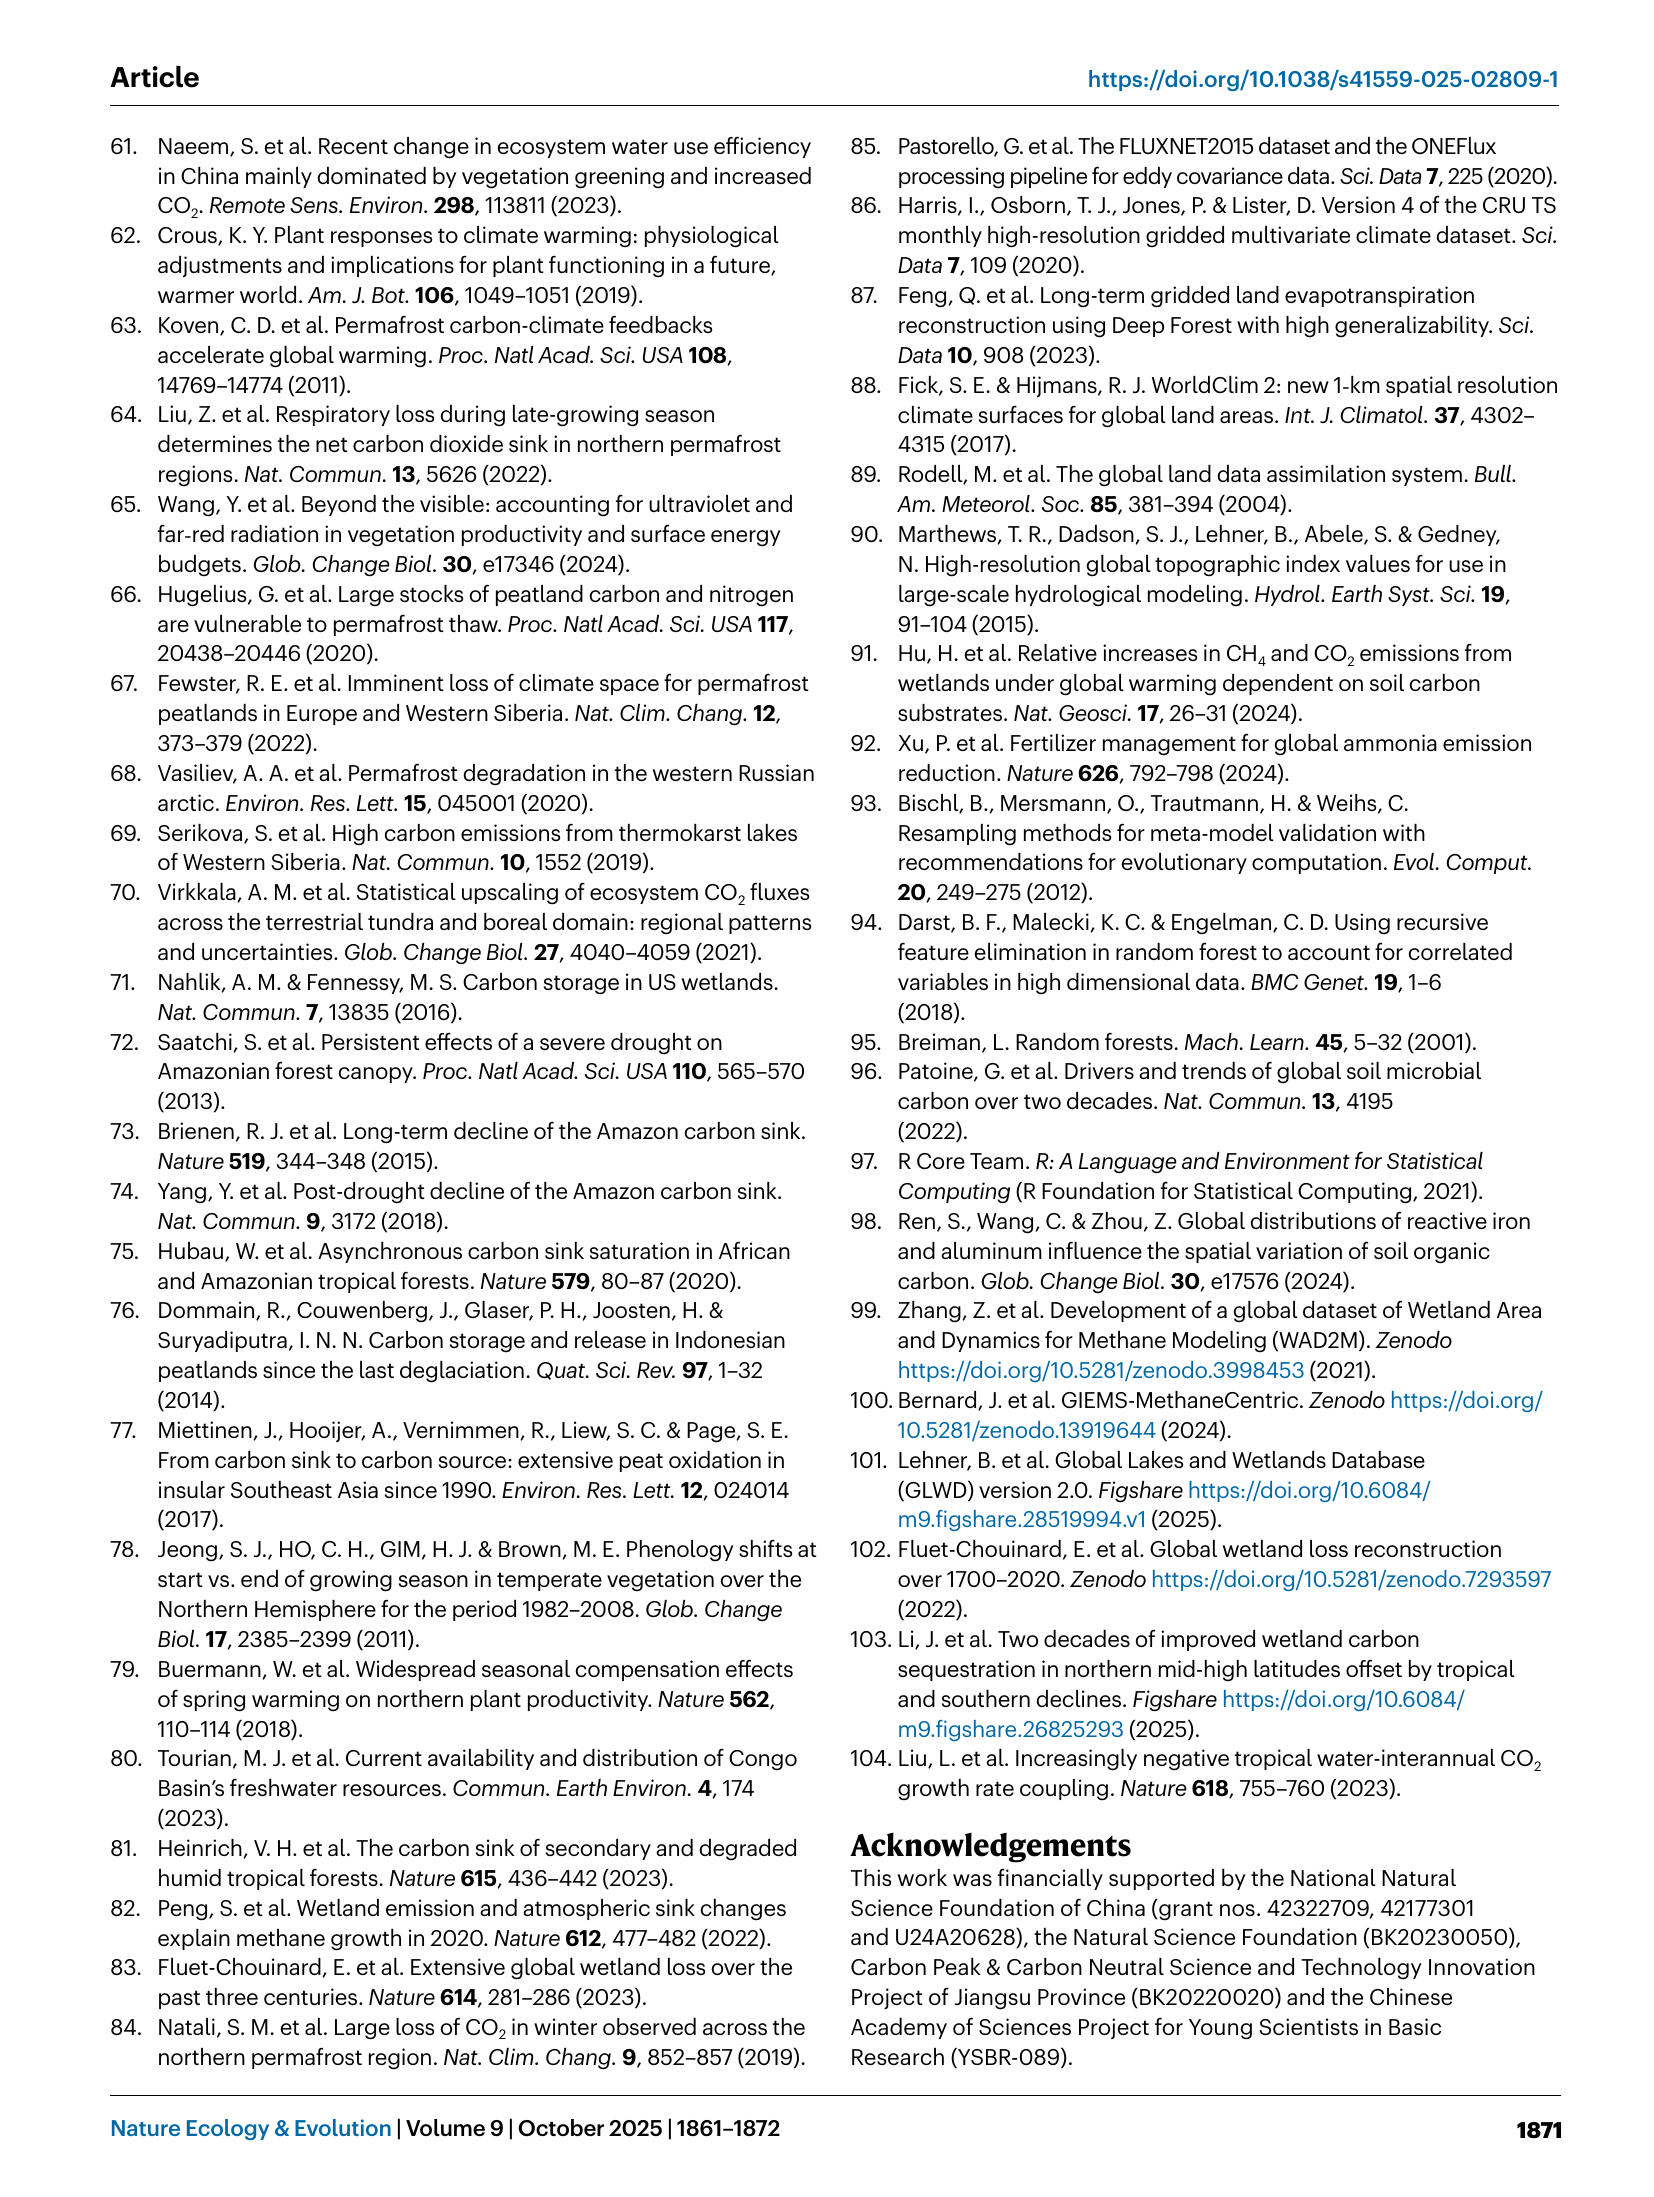 Article
https://doi.org/10.1038/s41559-025-02809-1
61. Naeem, S. et al. Recent change in ecosystem water use efficiency
in China mainly dominated by vegetation greening and increased
CO2. Remote Sens. Environ. 298, 113811 (2023).
62. Crous, K. Y. Plant responses to climate warming: physiological
adjustments and implications for plant functioning in a future,
warmer world. Am. J. Bot. 106, 1049–1051 (2019).
63. Koven, C. D. et al. Permafrost carbon-climate feedbacks
accelerate global warming. Proc. Natl Acad. Sci. USA 108,
14769–14774 (2011).
64. Liu, Z. et al. Respiratory loss during late-growing season
determines the net carbon dioxide sink in northern permafrost
regions. Nat. Commun. 13, 5626 (2022).
65. Wang, Y. et al. Beyond the visible: accounting for ultraviolet and
far-red radiation in vegetation productivity and surface energy
budgets. Glob. Change Biol. 30, e17346 (2024).
66. Hugelius, G. et al. Large stocks of peatland carbon and nitrogen
are vulnerable to permafrost thaw. Proc. Natl Acad. Sci. USA 117,
20438–20446 (2020).
67. Fewster, R. E. et al. Imminent loss of climate space for permafrost
peatlands in Europe and Western Siberia. Nat. Clim. Chang. 12,
373–379 (2022).
68. Vasiliev, A. A. et al. Permafrost degradation in the western Russian
arctic. Environ. Res. Lett. 15, 045001 (2020).
69. Serikova, S. et al. High carbon emissions from thermokarst lakes
of Western Siberia. Nat. Commun. 10, 1552 (2019).
70. Virkkala, A. M. et al. Statistical upscaling of ecosystem CO2 fluxes
across the terrestrial tundra and boreal domain: regional patterns
and uncertainties. Glob. Change Biol. 27, 4040–4059 (2021).
71. Nahlik, A. M. & Fennessy, M. S. Carbon storage in US wetlands.
Nat. Commun. 7, 13835 (2016).
72. Saatchi, S. et al. Persistent effects of a severe drought on
Amazonian forest canopy. Proc. Natl Acad. Sci. USA 110, 565–570
(2013).
73. Brienen, R. J. et al. Long-term decline of the Amazon carbon sink.
Nature 519, 344–348 (2015).
74. Yang, Y. et al. Post-drought decline of the Amazon carbon sink.
Nat. Commun. 9, 3172 (2018).
75. Hubau, W. et al. Asynchronous carbon sink saturation in African
and Amazonian tropical forests. Nature 579, 80–87 (2020).
76. Dommain, R., Couwenberg, J., Glaser, P. H., Joosten, H. &
Suryadiputra, I. N. N. Carbon storage and release in Indonesian
peatlands since the last deglaciation. Quat. Sci. Rev. 97, 1–32
(2014).
77. Miettinen, J., Hooijer, A., Vernimmen, R., Liew, S. C. & Page, S. E.
From carbon sink to carbon source: extensive peat oxidation in
insular Southeast Asia since 1990. Environ. Res. Lett. 12, 024014
(2017).
78. Jeong, S. J., HO, C. H., GIM, H. J. & Brown, M. E. Phenology shifts at
start vs. end of growing season in temperate vegetation over the
Northern Hemisphere for the period 1982–2008. Glob. Change
Biol. 17, 2385–2399 (2011).
79. Buermann, W. et al. Widespread seasonal compensation effects
of spring warming on northern plant productivity. Nature 562,
110–114 (2018).
80. Tourian, M. J. et al. Current availability and distribution of Congo
Basin’s freshwater resources. Commun. Earth Environ. 4, 174
(2023).
81. Heinrich, V. H. et al. The carbon sink of secondary and degraded
humid tropical forests. Nature 615, 436–442 (2023).
82. Peng, S. et al. Wetland emission and atmospheric sink changes
explain methane growth in 2020. Nature 612, 477–482 (2022).
83. Fluet-Chouinard, E. et al. Extensive global wetland loss over the
past three centuries. Nature 614, 281–286 (2023).
84. Natali, S. M. et al. Large loss of CO2 in winter observed across the
northern permafrost region. Nat. Clim. Chang. 9, 852–857 (2019).
85. Pastorello, G. et al. The FLUXNET2015 dataset and the ONEFlux
processing pipeline for eddy covariance data. Sci. Data 7, 225 (2020).
86. Harris, I., Osborn, T. J., Jones, P. & Lister, D. Version 4 of the CRU TS
monthly high-resolution gridded multivariate climate dataset. Sci.
Data 7, 109 (2020).
87. Feng, Q. et al. Long-term gridded land evapotranspiration
reconstruction using Deep Forest with high generalizability. Sci.
Data 10, 908 (2023).
88. Fick, S. E. & Hijmans, R. J. WorldClim 2: new 1-km spatial resolution
climate surfaces for global land areas. Int. J. Climatol. 37, 4302–
4315 (2017).
89. Rodell, M. et al. The global land data assimilation system. Bull.
Am. Meteorol. Soc. 85, 381–394 (2004).
90. Marthews, T. R., Dadson, S. J., Lehner, B., Abele, S. & Gedney,
N. High-resolution global topographic index values for use in
large-scale hydrological modeling. Hydrol. Earth Syst. Sci. 19,
91–104 (2015).
91. Hu, H. et al. Relative increases in CH4 and CO2 emissions from
wetlands under global warming dependent on soil carbon
substrates. Nat. Geosci. 17, 26–31 (2024).
92. Xu, P. et al. Fertilizer management for global ammonia emission
reduction. Nature 626, 792–798 (2024).
93. Bischl, B., Mersmann, O., Trautmann, H. & Weihs, C.
Resampling methods for meta-model validation with
recommendations for evolutionary computation. Evol. Comput.
20, 249–275 (2012).
94. Darst, B. F., Malecki, K. C. & Engelman, C. D. Using recursive
feature elimination in random forest to account for correlated
variables in high dimensional data. BMC Genet. 19, 1–6
(2018).
95. Breiman, L. Random forests. Mach. Learn. 45, 5–32 (2001).
96. Patoine, G. et al. Drivers and trends of global soil microbial
carbon over two decades. Nat. Commun. 13, 4195
(2022).
97. R Core Team. R: A Language and Environment for Statistical
Computing (R Foundation for Statistical Computing, 2021).
98. Ren, S., Wang, C. & Zhou, Z. Global distributions of reactive iron
and aluminum influence the spatial variation of soil organic
carbon. Glob. Change Biol. 30, e17576 (2024).
99. Zhang, Z. et al. Development of a global dataset of Wetland Area
and Dynamics for Methane Modeling (WAD2M). Zenodo
https://doi.org/10.5281/zenodo.3998453 (2021).
100. Bernard, J. et al. GIEMS-MethaneCentric. Zenodo https://doi.org/
10.5281/zenodo.13919644 (2024).
101. Lehner, B. et al. Global Lakes and Wetlands Database
(GLWD) version 2.0. Figshare https://doi.org/10.6084/
m9.figshare.28519994.v1 (2025).
102. Fluet-Chouinard, E. et al. Global wetland loss reconstruction
over 1700–2020. Zenodo https://doi.org/10.5281/zenodo.7293597
(2022).
103. Li, J. et al. Two decades of improved wetland carbon
sequestration in northern mid-high latitudes offset by tropical
and southern declines. Figshare https://doi.org/10.6084/
m9.figshare.26825293 (2025).
104. Liu, L. et al. Increasingly negative tropical water-interannual CO2
growth rate coupling. Nature 618, 755–760 (2023).
Acknowledgements
This work was financially supported by the National Natural
Science Foundation of China (grant nos. 42322709, 42177301
and U24A20628), the Natural Science Foundation (BK20230050),
Carbon Peak & Carbon Neutral Science and Technology Innovation
Project of Jiangsu Province (BK20220020) and the Chinese
Academy of Sciences Project for Young Scientists in Basic
Research (YSBR-089).
Nature Ecology & Evolution | Volume 9 | October 2025 | 1861–1872
1871